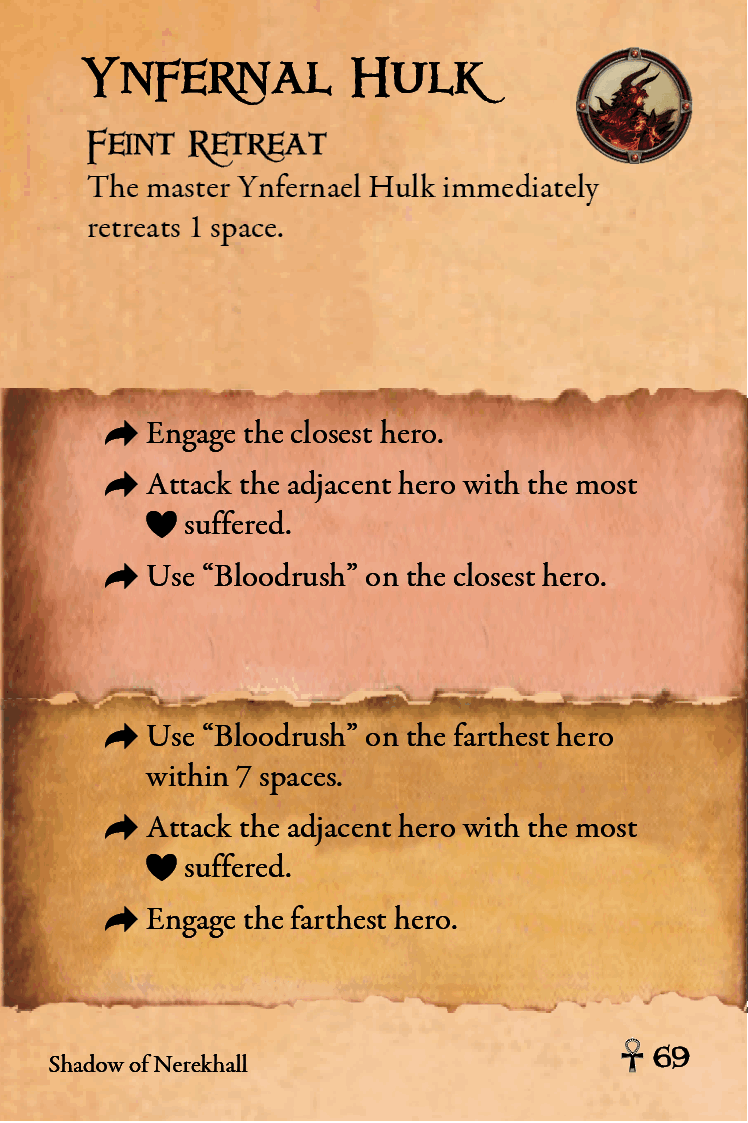 Ynfernal Hulk
Feint Retreat
The master Ynfernael Hulk immediately
retreats 1 space.
Engage the closest hero.
Attack the adjacent hero with the most
suffered.
Use “Bloodrush” on the closest hero.
Use “Bloodrush” on the farthest hero
within 7 spaces.
Attack the adjacent hero with the most
suffered.
Engage the farthest hero.
Shadow of Nerekhall
69